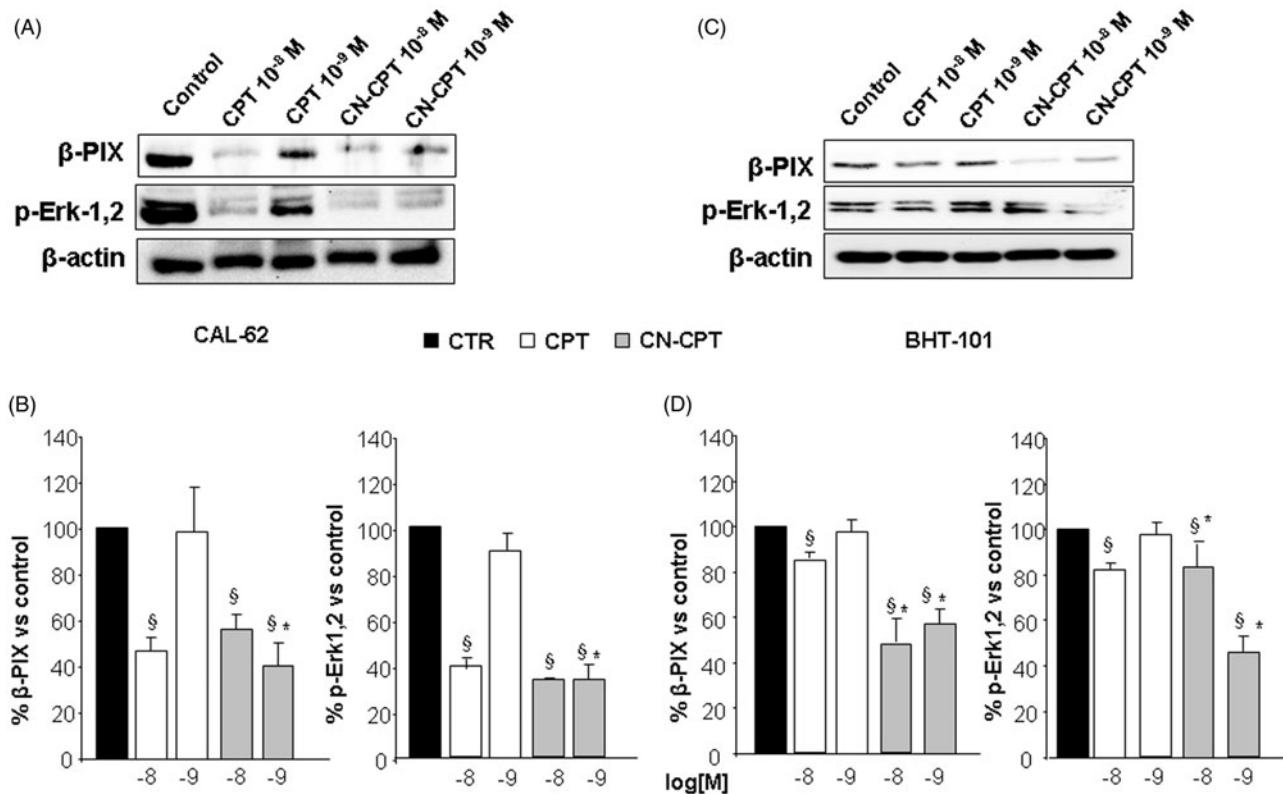 (A)
Control
CPT 10⁻⁸ M
CPT 10⁻⁹ M
CN-CPT 10⁻⁸ M
CN-CPT 10⁻⁹ M
β-PIX
p-Erk-1,2
β-actin
CAL-62
(C)
Control
CPT 10⁻⁸ M
CPT 10⁻⁹ M
CN-CPT 10⁻⁸ M
CN-CPT 10⁻⁹ M
β-PIX
p-Erk-1,2
β-actin
BHT-101
CTR CPT CN-CPT
(B)
% β-PIX vs control
140
120
100
80
60
40
20
0
§ § § *
-8 -9 -8 -9
% p-Erk1,2 vs control
140
120
100
80
60
40
20
0
§ § § *
-8 -9 -8 -9
(D)
% β-PIX vs control
140
120
100
80
60
40
20
0
§ § * § *
log[M] -8 -9 -8 -9
% p-Erk1,2 vs control
140
120
100
80
60
40
20
0
§ § * § *
-8 -9 -8 -9